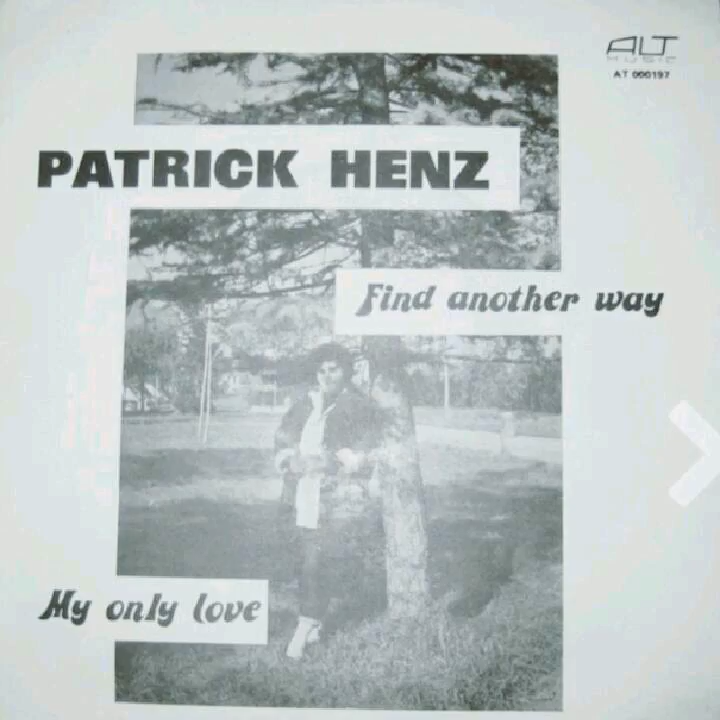 ALT
MUSIC
AT 000197
PATRICK HENZ
Find another way
My only love